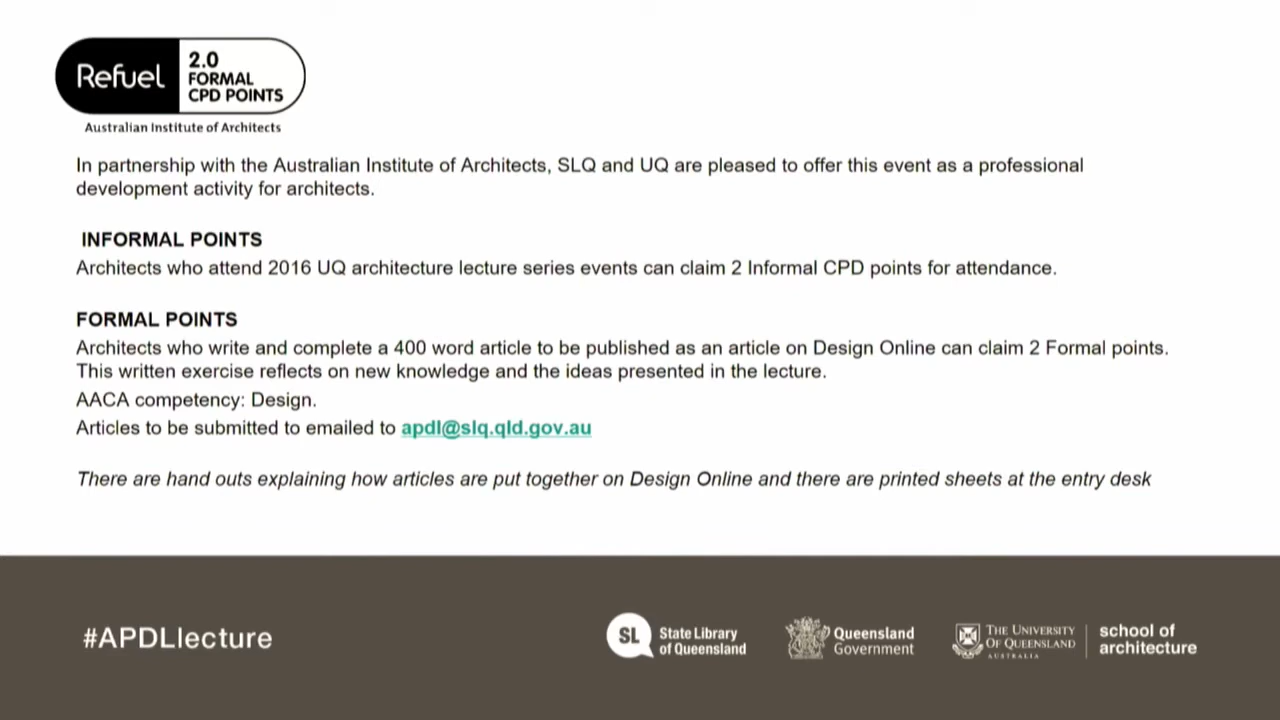 Refuel
2.0
FORMAL
CPD POINTS
Australian Institute of Architects
In partnership with the Australian Institute of Architects, SLQ and UQ are pleased to offer this event as a professional
development activity for architects.
INFORMAL POINTS
Architects who attend 2016 UQ architecture lecture series events can claim 2 Informal CPD points for attendance.
FORMAL POINTS
Architects who write and complete a 400 word article to be published as an article on Design Online can claim 2 Formal points.
This written exercise reflects on new knowledge and the ideas presented in the lecture.
AACA competency: Design.
Articles to be submitted to emailed to apdl@slq.qld.gov.au
There are hand outs explaining how articles are put together on Design Online and there are printed sheets at the entry desk
#APDLlecture
SL
State Library
of Queensland
Queensland
Government
THE UNIVERSITY
OF QUEENSLAND
AUSTRALIA
school of
architecture